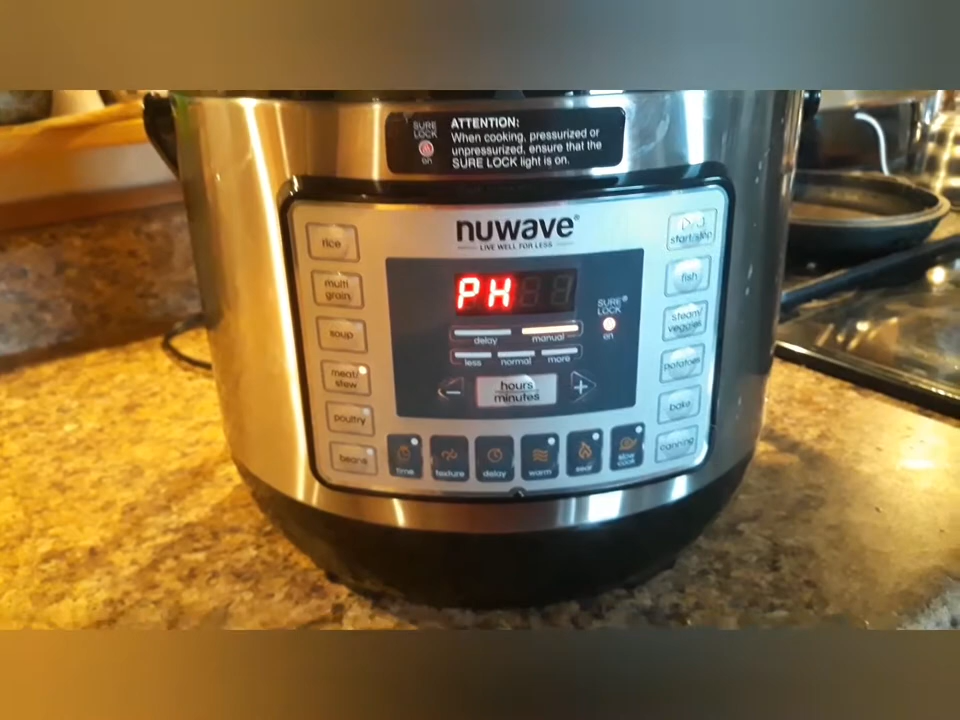 SURE
LOCK
on
ATTENTION:
When cooking, pressurized or
unpressurized, ensure that the
SURE LOCK light is on.
nuwave®
LIVE WELL FOR LESS
rice
multi
grain
soup
meat/
stew
poultry
beans
PH
SURE®
LOCK
on
delay
manual
less
normal
more
−
hours
minutes
+
start/stop
fish
steam/
veggies
potatoes
bake
canning
time
texture
delay
warm
sear
slow
cook